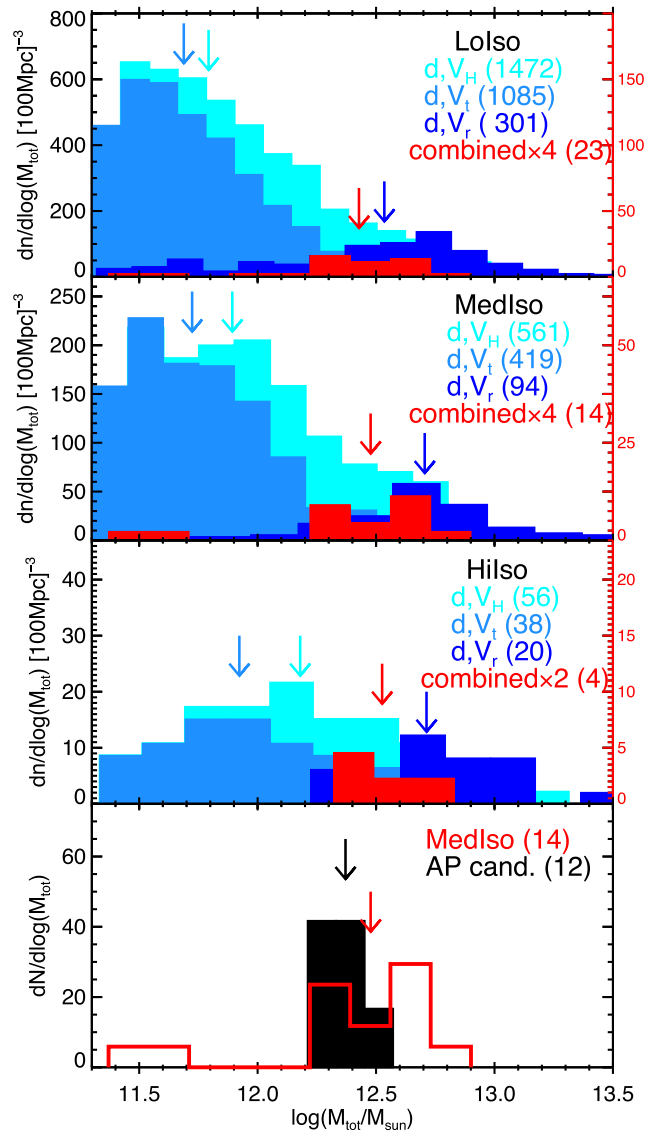 800
600
400
200
0
dn/dlog(M_tot) [100Mpc]^−3
LoIso
d,V_H (1472)
d,V_t (1085)
d,V_r ( 301)
combined×4 (23)
150
100
50
0
250
200
150
100
50
0
dn/dlog(M_tot) [100Mpc]^−3
MedIso
d,V_H (561)
d,V_t (419)
d,V_r (94)
combined×4 (14)
50
25
0
40
30
20
10
0
dn/dlog(M_tot) [100Mpc]^−3
HiIso
d,V_H (56)
d,V_t (38)
d,V_r (20)
combined×2 (4)
20
15
10
5
0
60
40
20
0
dN/dlog(M_tot)
MedIso (14)
AP cand. (12)
11.5 12.0 12.5 13.0 13.5
log(M_tot/M_sun)